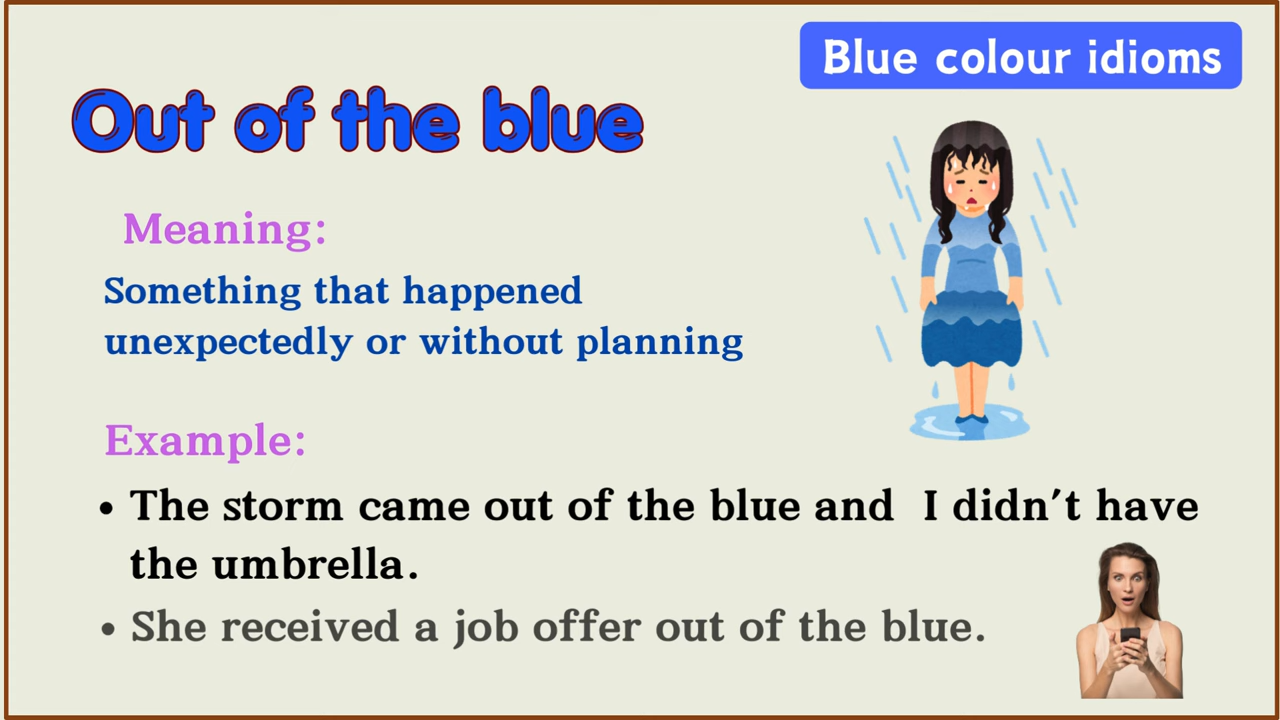 Blue colour idioms
Out of the blue
Meaning:
Something that happened
unexpectedly or without planning
Example:
• The storm came out of the blue and  I didn't have
the umbrella.
• She received a job offer out of the blue.